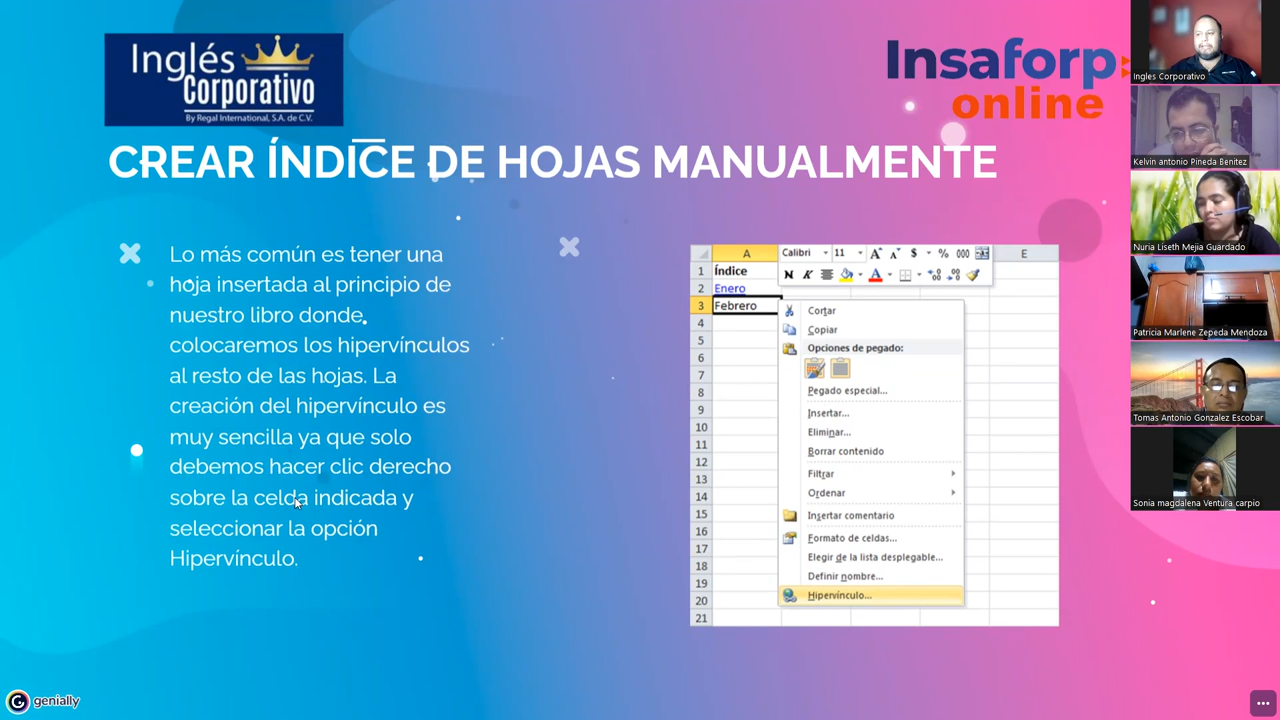 Inglés
Corporativo
By Regal International, S.A. de C.V.
Insaforp
online
CREAR ÍNDICE DE HOJAS MANUALMENTE
Lo más común es tener una
hoja insertada al principio de
nuestro libro donde
colocaremos los hipervínculos
al resto de las hojas. La
creación del hipervínculo es
muy sencilla ya que solo
debemos hacer clic derecho
sobre la celda indicada y
seleccionar la opción
Hipervínculo.
Calibri 11 A A $ % 000
N K A
A E
1 Índice
2 Enero
3 Febrero
4
5
6
7
8
9
10
11
12
13
14
15
16
17
18
19
20
21
Cortar
Copiar
Opciones de pegado:
Pegado especial...
Insertar...
Eliminar...
Borrar contenido
Filtrar
Ordenar
Insertar comentario
Formato de celdas...
Elegir de la lista desplegable...
Definir nombre...
Hipervínculo...
Ingles Corporativo
Kelvin antonio Pineda Benitez
Nuria Liseth Mejia Guardado
Patricia Marlene Zepeda Mendoza
Tomas Antonio Gonzalez Escobar
Sonia magdalena Ventura carpio
genially